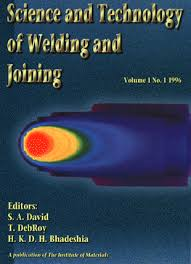 Science and Technology
of Welding and
Joining
Volume 1 No. 1 1996
Editors:
S. A. David
T. DebRoy
H. K. D. H. Bhadeshia
A publication of The Institute of Materials